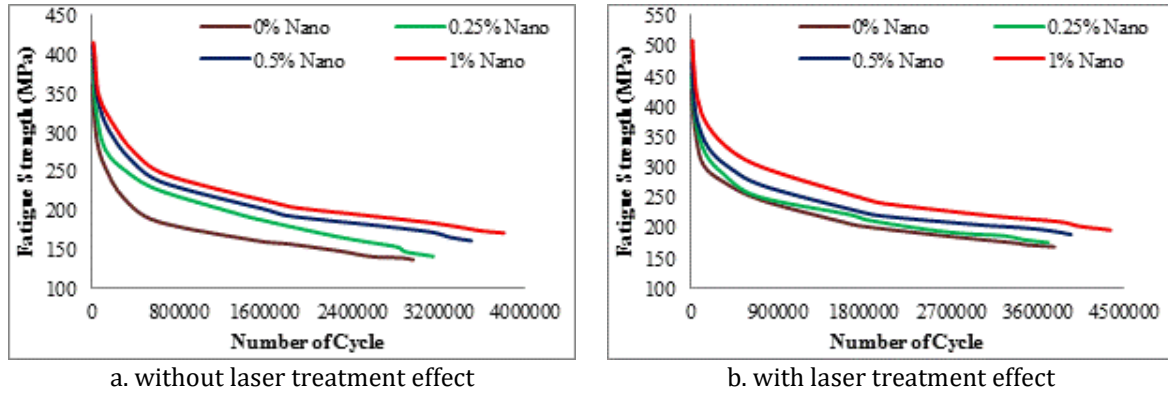 450
400
350
300
250
200
150
100
Fatigue Strength (MPa)
0% Nano 0.25% Nano
0.5% Nano 1% Nano
0 800000 1600000 2400000 3200000 4000000
Number of Cycle
a. without laser treatment effect
550
500
450
400
350
300
250
200
150
100
Fatigue Strength (MPa)
0% Nano 0.25% Nano
0.5% Nano 1% Nano
0 900000 1800000 2700000 3600000 4500000
Number of Cycle
b. with laser treatment effect